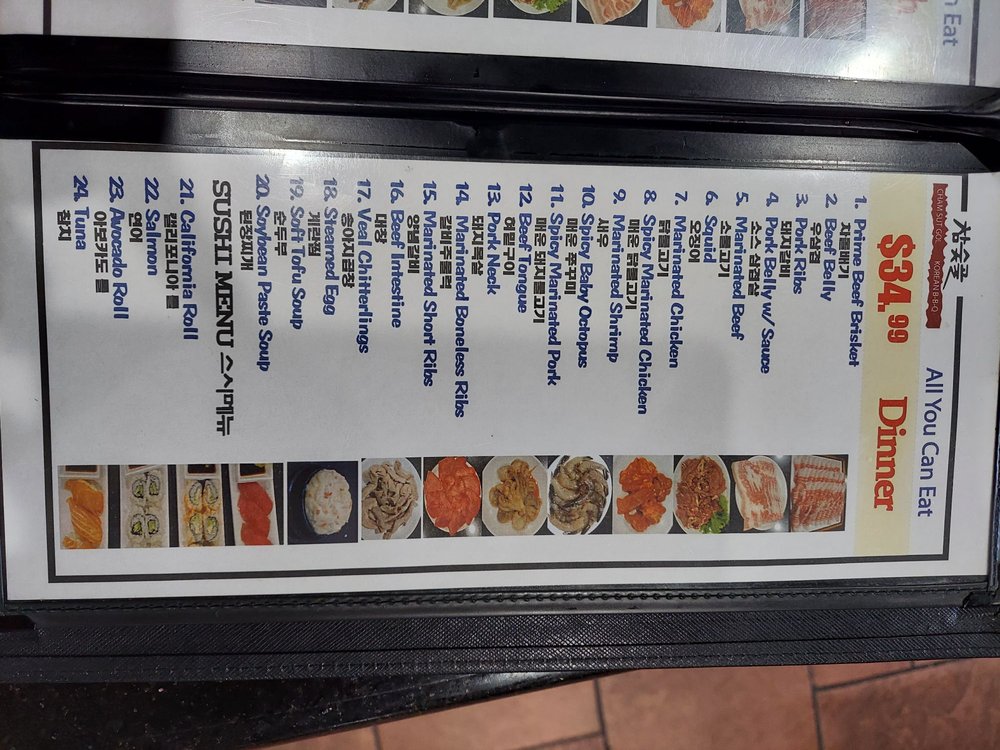 n Eat
참숯골
CHAM SUT GOL KOREAN B-B-Q
All You Can Eat
$34.99 Dinner
1. Prime Beef Brisket
차돌배기
2. Beef Belly
우삼겹
3. Pork Ribs
돼지갈비
4. Pork Belly w/ Sauce
소스 삼겹살
5. Marinated Beef
소불고기
6. Squid
오징어
7. Marinated Chicken
닭불고기
8. Spicy Marinated Chicken
매운 닭불고기
9. Marinated Shrimp
새우
10. Spicy Baby Octopus
매운 쭈꾸미
11. Spicy Marinated Pork
매운 돼지불고기
12. Beef Tongue
혀밑구이
13. Pork Neck
돼지목살
14. Marinated Boneless Ribs
갈비주물럭
15. Marinated Short Ribs
양념갈비
16. Beef Intestine
대창
17. Veal Chitterlings
송아지곱창
18. Steamed Egg
계란찜
19. Soft Tofu Soup
순두부
20. Soybean Paste Soup
된장찌개
SUSHI MENU 스시메뉴
21. California Roll
캘리포니아 롤
22. Salmon
연어
23. Avocado Roll
아보카도 롤
24. Tuna
참치